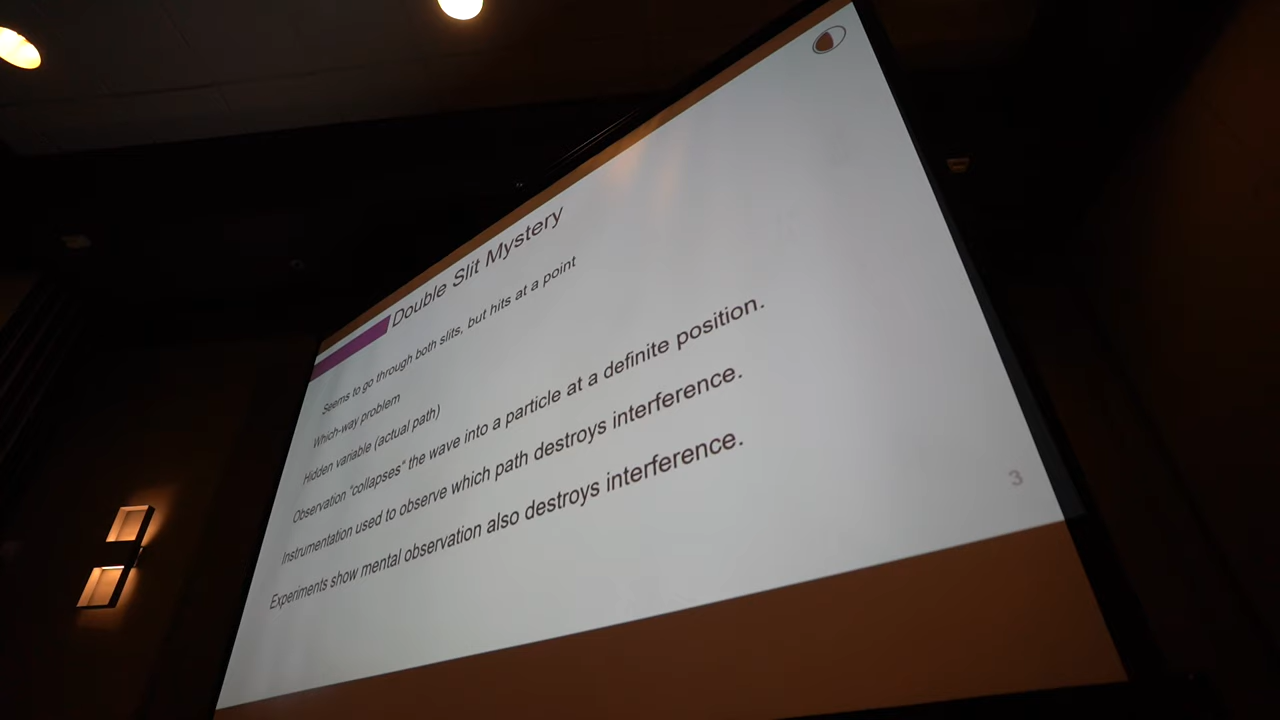 Double Slit Mystery
Seems to go through both slits, but hits at a point
Which-way problem
Hidden variable (actual path)
Observation "collapses" the wave into a particle at a definite position.
Instrumentation used to observe which path destroys interference.
Experiments show mental observation also destroys interference.
3